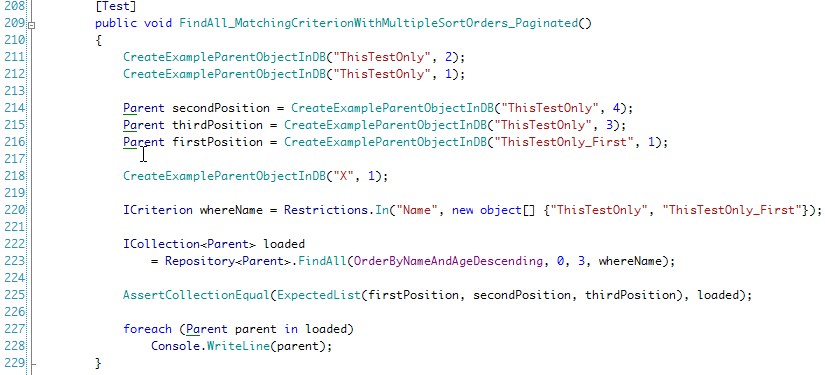 208 [Test]
209 public void FindAll_MatchingCriterionWithMultipleSortOrders_Paginated()
210 {
211 CreateExampleParentObjectInDB("ThisTestOnly", 2);
212 CreateExampleParentObjectInDB("ThisTestOnly", 1);
213
214 Parent secondPosition = CreateExampleParentObjectInDB("ThisTestOnly", 4);
215 Parent thirdPosition = CreateExampleParentObjectInDB("ThisTestOnly", 3);
216 Parent firstPosition = CreateExampleParentObjectInDB("ThisTestOnly_First", 1);
217
218 CreateExampleParentObjectInDB("X", 1);
219
220 ICriterion whereName = Restrictions.In("Name", new object[] {"ThisTestOnly", "ThisTestOnly_First"});
221
222 ICollection<Parent> loaded
223 = Repository<Parent>.FindAll(OrderByNameAndAgeDescending, 0, 3, whereName);
224
225 AssertCollectionEqual(ExpectedList(firstPosition, secondPosition, thirdPosition), loaded);
226
227 foreach (Parent parent in loaded)
228 Console.WriteLine(parent);
229 }